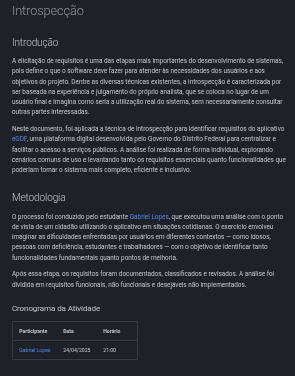 Introspecção
Introdução
A elicitação de requisitos é uma das etapas mais importantes do desenvolvimento de sistemas,
pois define o que o software deve fazer para atender às necessidades dos usuários e aos
objetivos do projeto. Dentre as diversas técnicas existentes, a introspecção é caracterizada por
ser baseada na experiência e julgamento do próprio analista, que se coloca no lugar de um
usuário final e imagina como seria a utilização real do sistema, sem necessariamente consultar
outras partes interessadas.
Neste documento, foi aplicada a técnica de introspecção para identificar requisitos do aplicativo
eGDF, uma plataforma digital desenvolvida pelo Governo do Distrito Federal para centralizar e
facilitar o acesso a serviços públicos. A análise foi realizada de forma individual, explorando
cenários comuns de uso e levantando tanto os requisitos essenciais quanto funcionalidades que
poderiam tornar o sistema mais completo, eficiente e inclusivo.
Metodologia
O processo foi conduzido pelo estudante Gabriel Lopes, que executou uma análise com o ponto
de vista de um cidadão utilizando o aplicativo em situações cotidianas. O exercício envolveu
imaginar as dificuldades enfrentadas por usuários em diferentes contextos — como idosos,
pessoas com deficiência, estudantes e trabalhadores — com o objetivo de identificar tanto
funcionalidades fundamentais quanto pontos de melhoria.
Após essa etapa, os requisitos foram documentados, classificados e revisados. A análise foi
dividida em requisitos funcionais, não funcionais e desejáveis não implementados.
Cronograma da Atividade
Participante Data Horário
Gabriel Lopes 24/04/2025 21:00